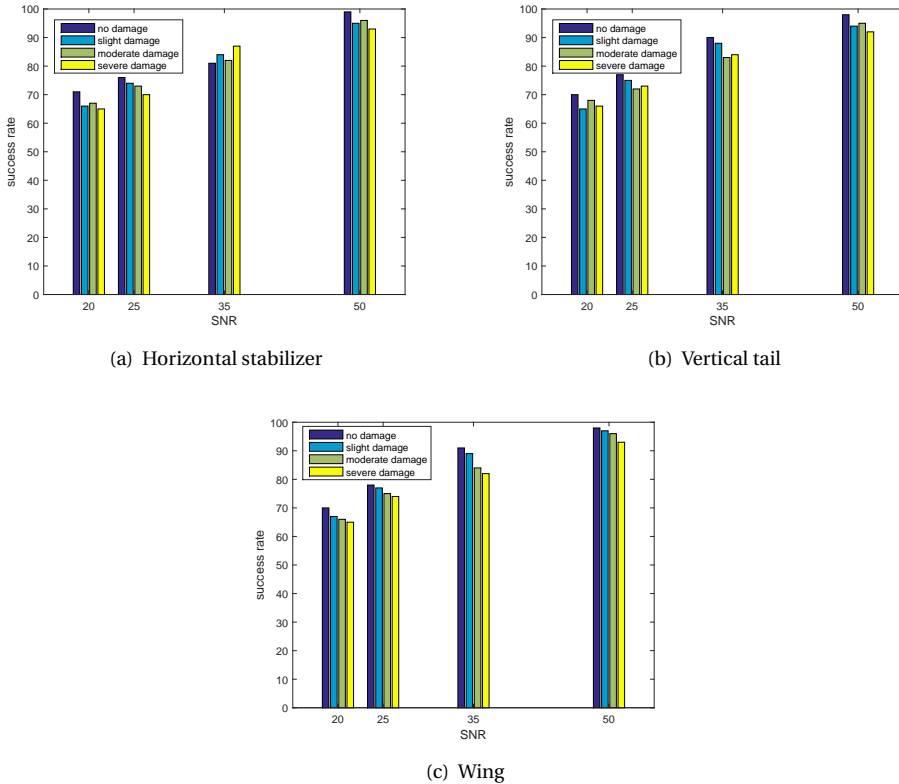 100
90
80
70
60
50
40
30
20
10
0
success rate
no damage
slight damage
moderate damage
severe damage
20 25 35 50
SNR
(a) Horizontal stabilizer
100
90
80
70
60
50
40
30
20
10
0
success rate
no damage
slight damage
moderate damage
severe damage
20 25 35 50
SNR
(b) Vertical tail
100
90
80
70
60
50
40
30
20
10
0
success rate
no damage
slight damage
moderate damage
severe damage
20 25 35 50
SNR
(c) Wing